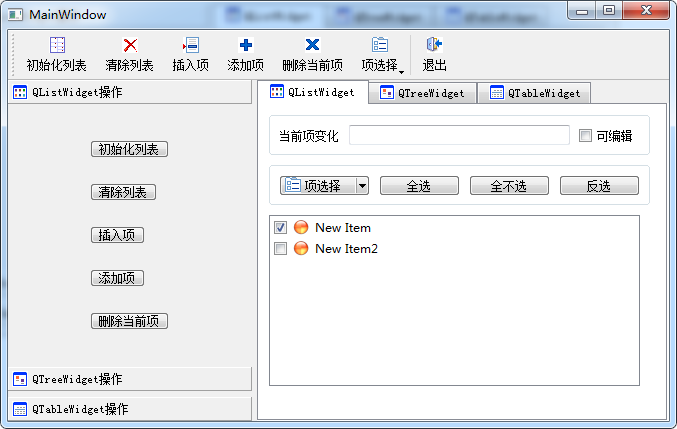 MainWindow
初始化列表 清除列表 插入项 添加项 删除当前项 项选择 退出
QListWidget操作
初始化列表
清除列表
插入项
添加项
删除当前项
QTreeWidget操作
QTableWidget操作
QListWidget QTreeWidget QTableWidget
当前项变化 可编辑
项选择 全选 全不选 反选
New Item
New Item2